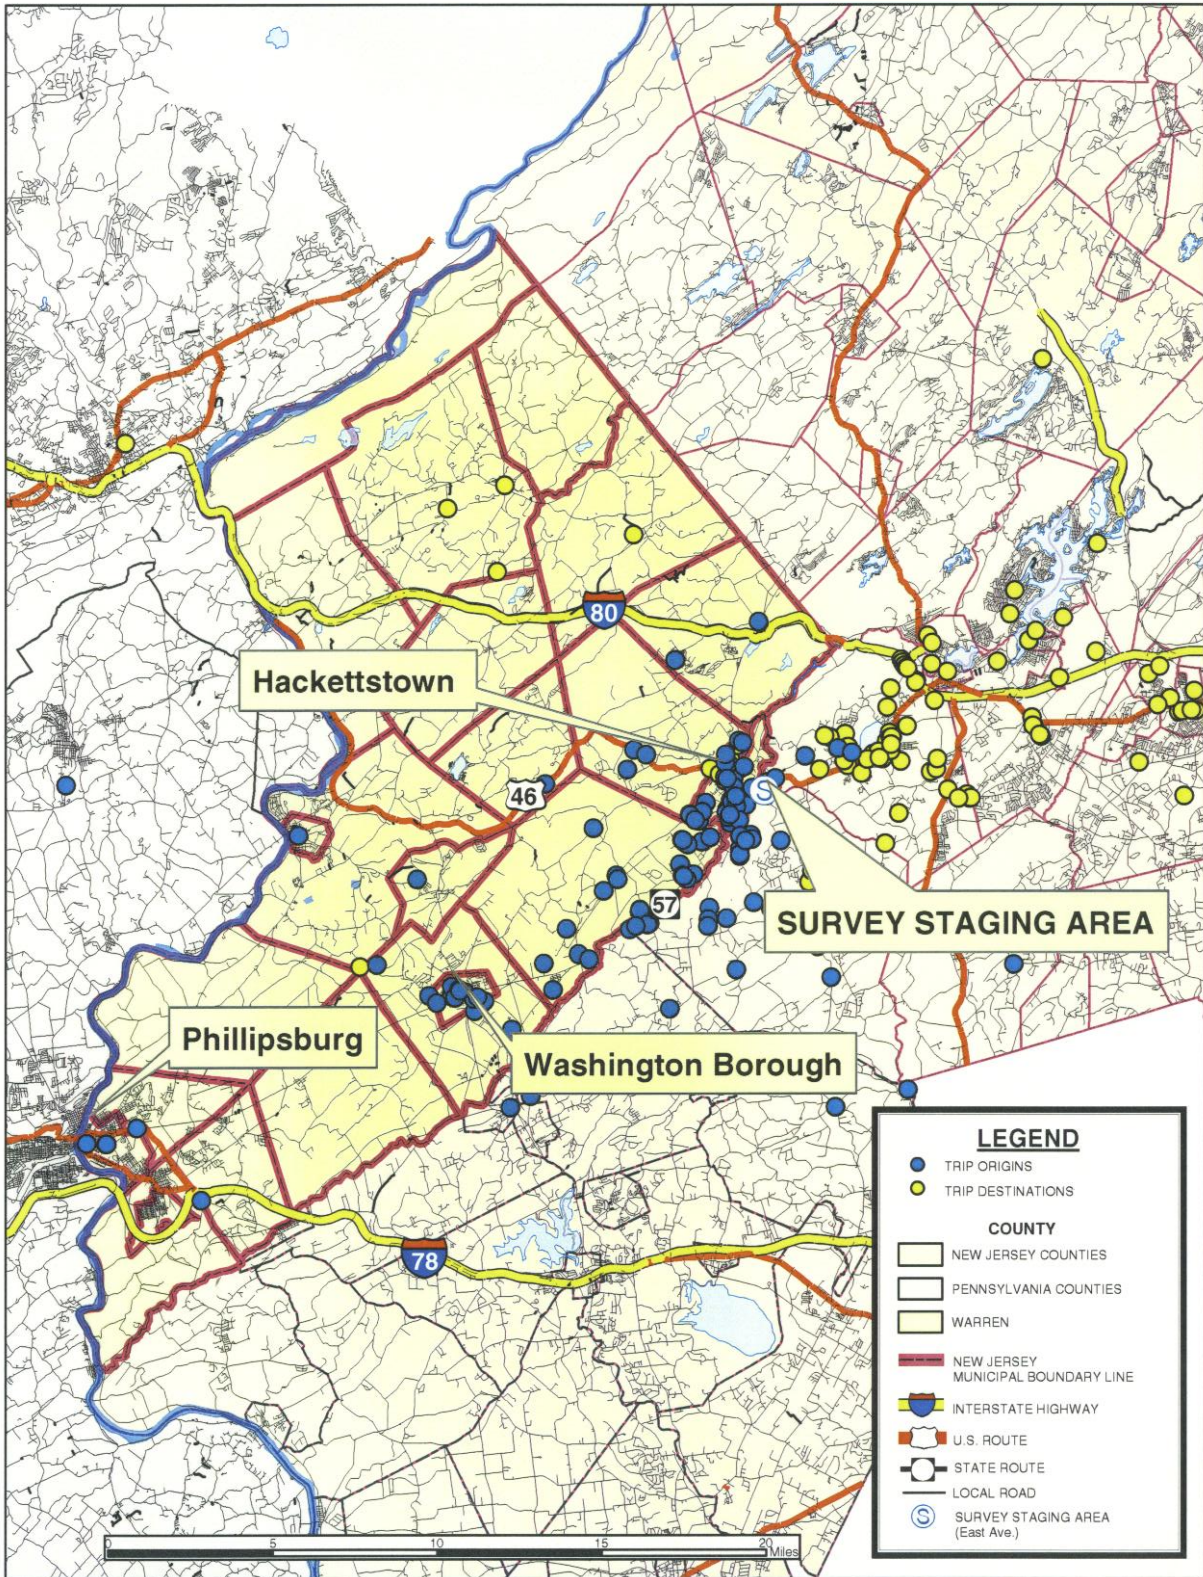 80
Hackettstown
46
57
SURVEY STAGING AREA
Phillipsburg
Washington Borough
78
LEGEND
TRIP ORIGINS
TRIP DESTINATIONS
COUNTY
NEW JERSEY COUNTIES
PENNSYLVANIA COUNTIES
WARREN
NEW JERSEY
MUNICIPAL BOUNDARY LINE
INTERSTATE HIGHWAY
U.S. ROUTE
STATE ROUTE
LOCAL ROAD
S
S
SURVEY STAGING AREA
(East Ave.)
0 5 10 15 20
Miles